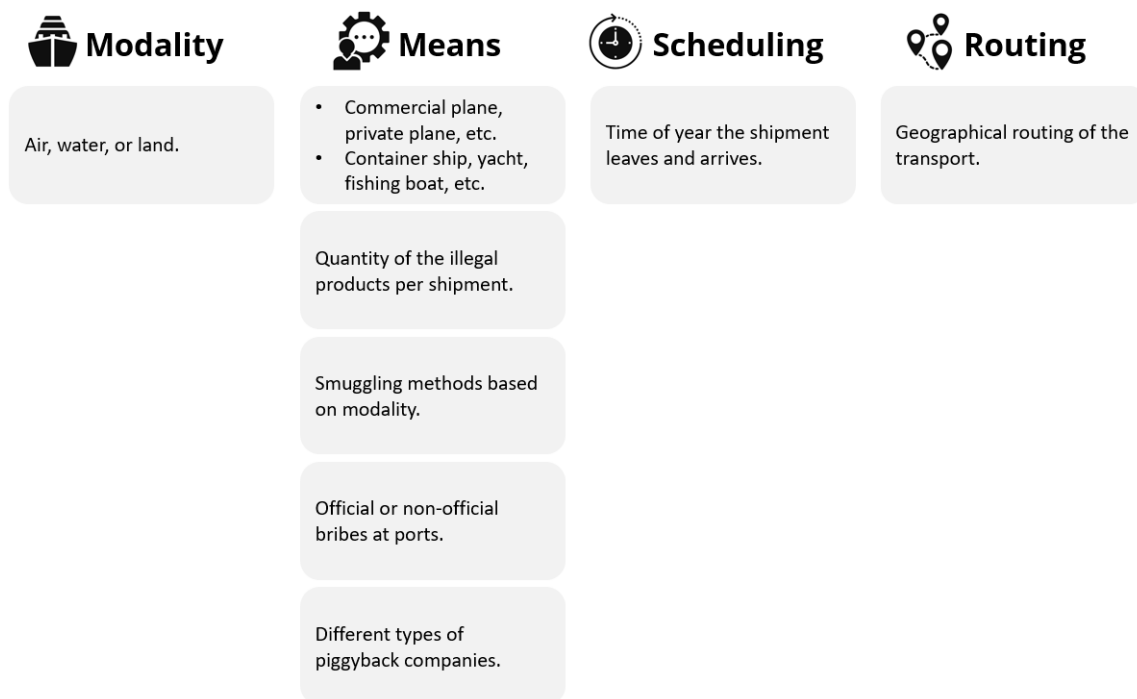 Modality
Means
Scheduling
Routing
Air, water, or land.
• Commercial plane,
private plane, etc.
• Container ship, yacht,
fishing boat, etc.
Time of year the shipment
leaves and arrives.
Geographical routing of the
transport.
Quantity of the illegal
products per shipment.
Smuggling methods based
on modality.
Official or non-official
bribes at ports.
Different types of
piggyback companies.